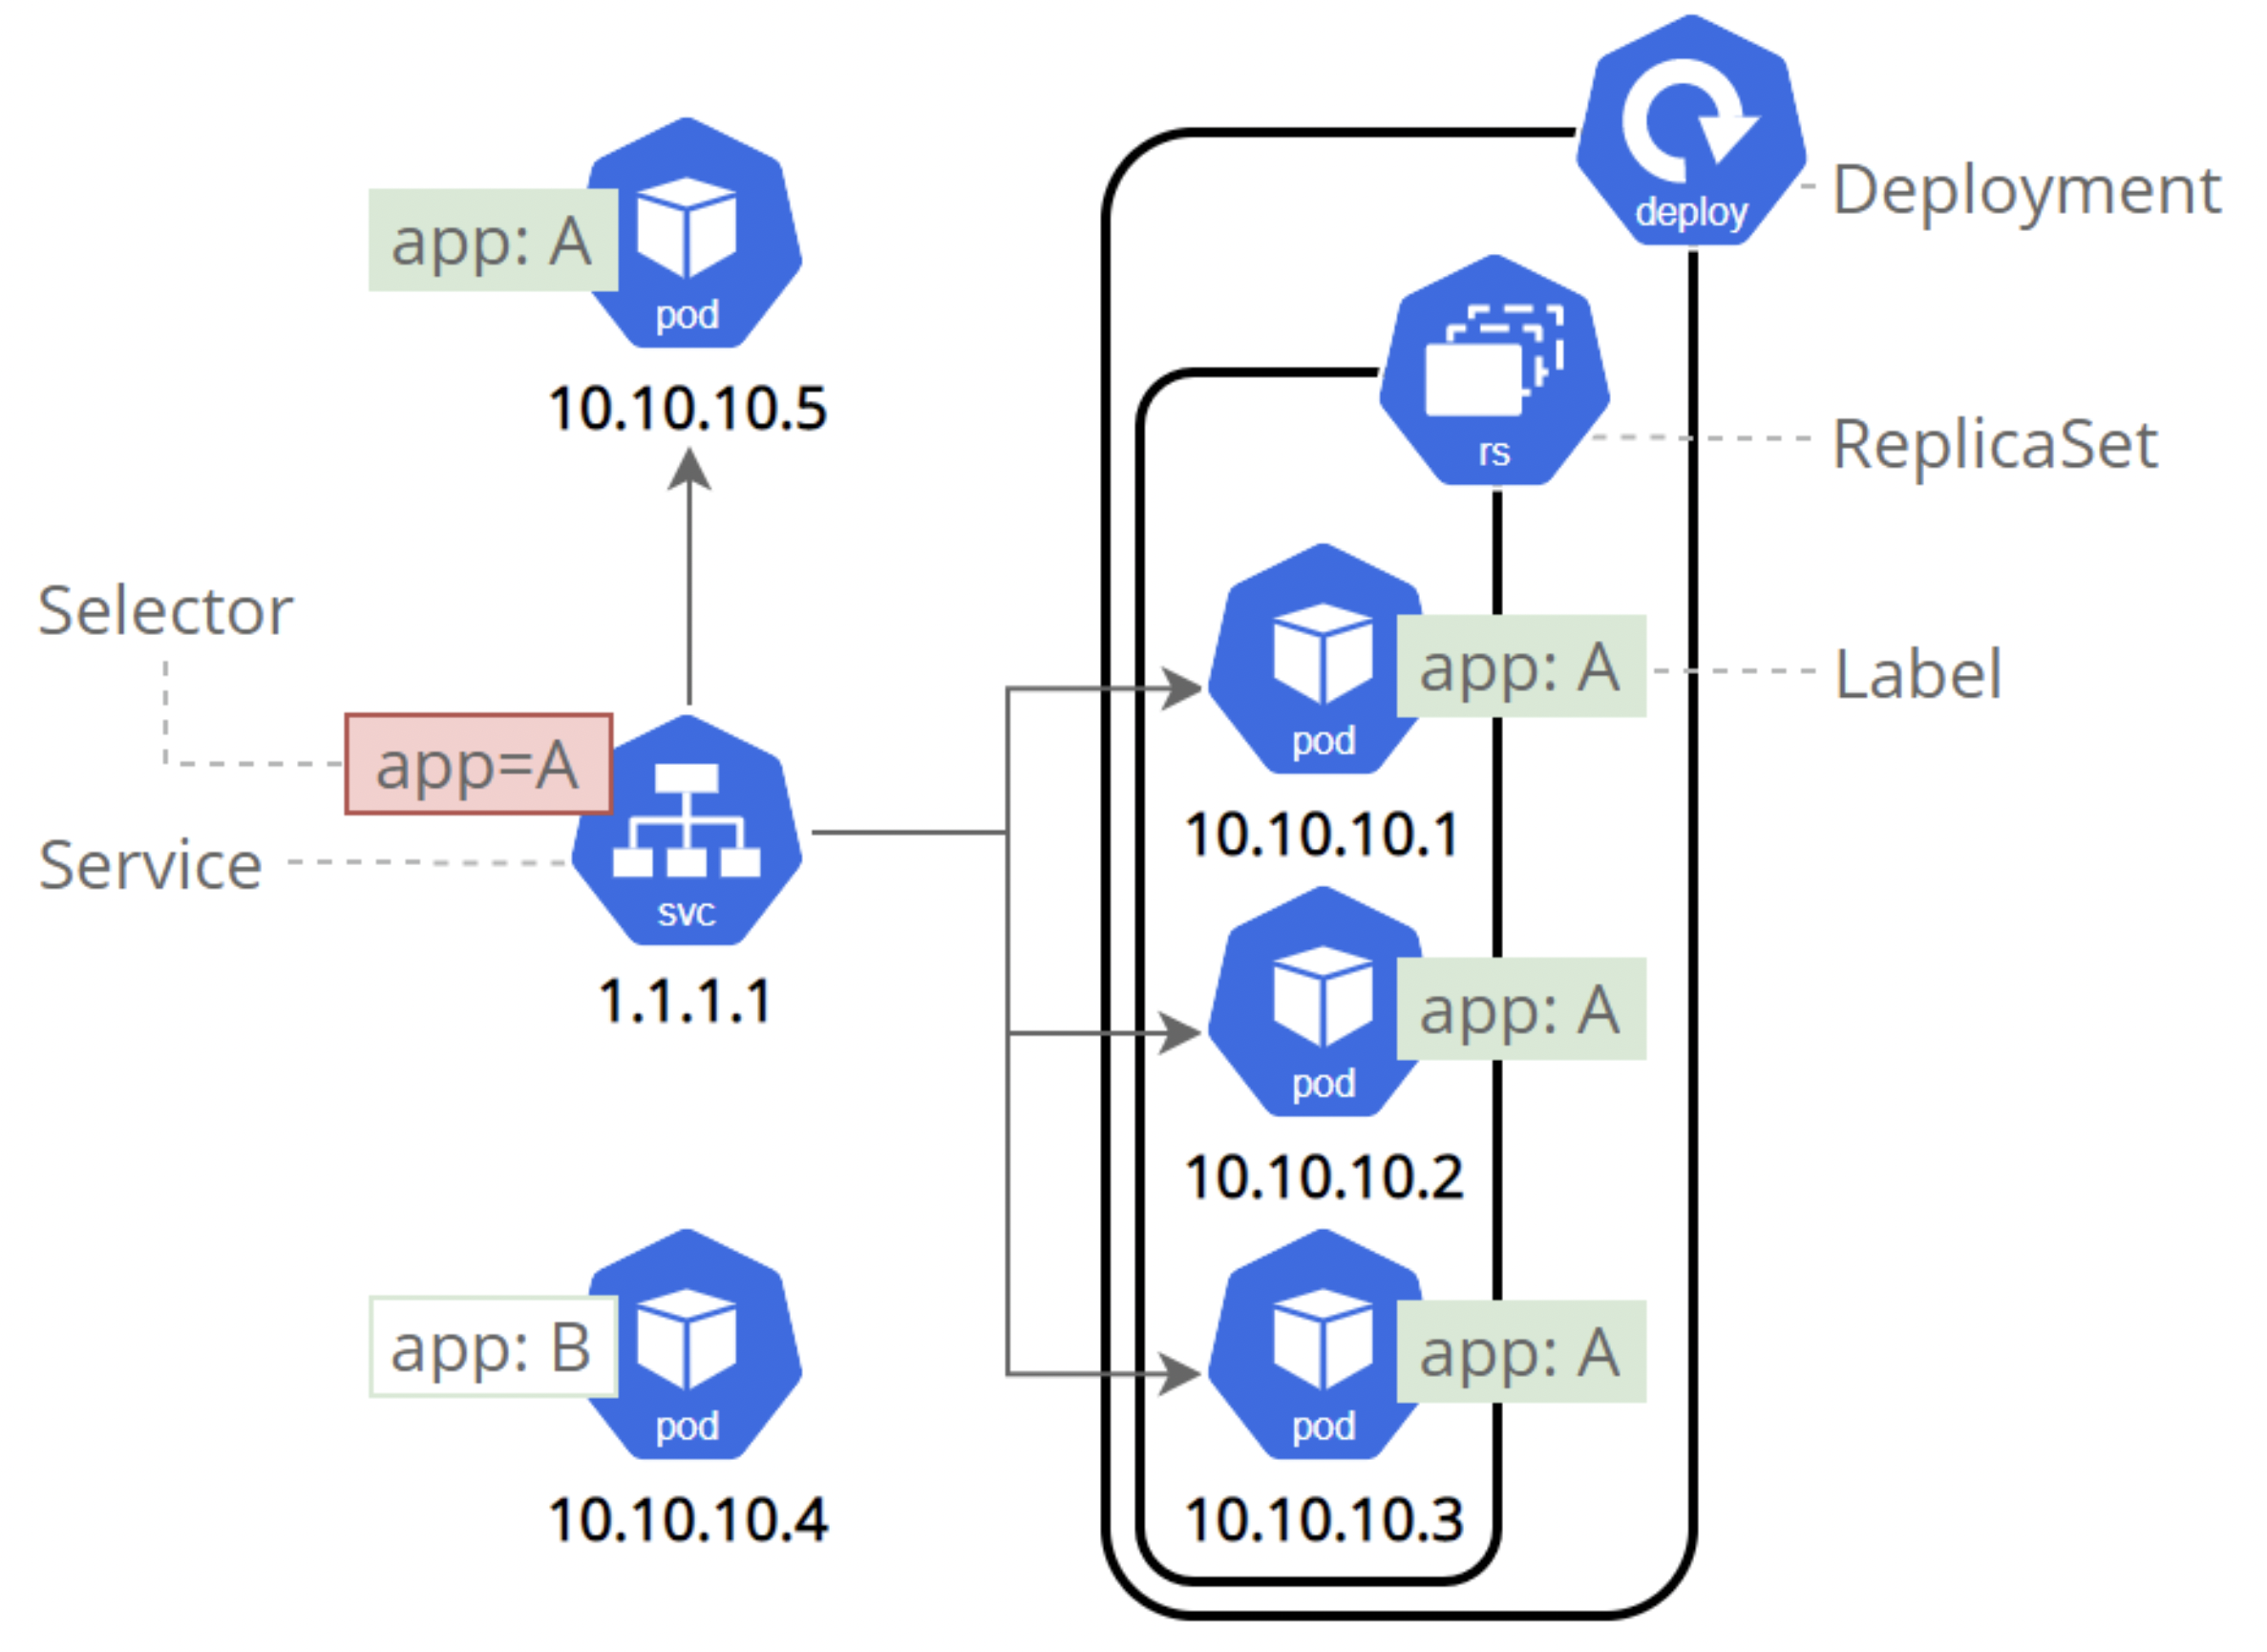 deploy
Deployment
app: A
pod
10.10.10.5
rs
ReplicaSet
Selector
app=A
Service
svc
1.1.1.1
pod
app: A
Label
10.10.10.1
pod
app: A
10.10.10.2
app: B
pod
10.10.10.4
pod
app: A
10.10.10.3